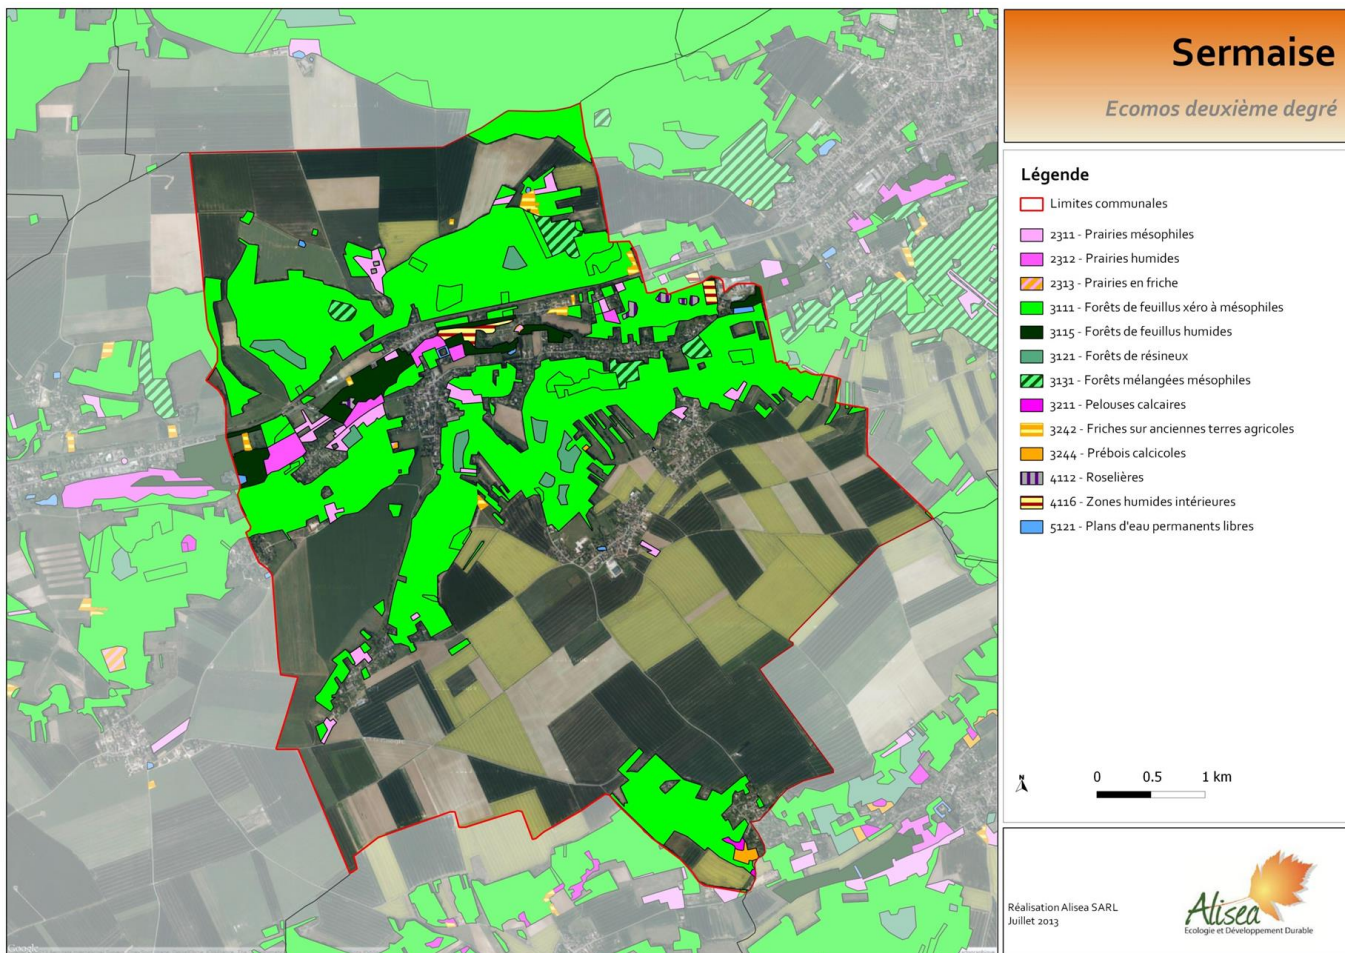 Sermaise
Ecomos deuxième degré
Légende
Limites communales
2311 - Prairies mésophiles
2312 - Prairies humides
2313 - Prairies en friche
3111 - Forêts de feuillus xéro à mésophiles
3115 - Forêts de feuillus humides
3121 - Forêts de résineux
3131 - Forêts mélangées mésophiles
3211 - Pelouses calcaires
3242 - Friches sur anciennes terres agricoles
3244 - Prébois calcicoles
4112 - Roselières
4116 - Zones humides intérieures
5121 - Plans d'eau permanents libres
N
0 0.5 1 km
Réalisation Alisea SARL
Juillet 2013
Alisea
Ecologie et Développement Durable
Google